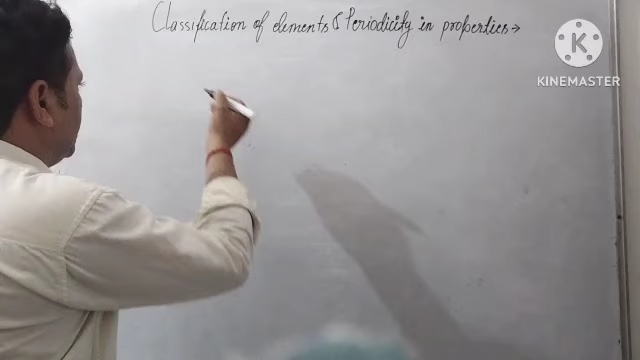 Classification of elements & Periodicity in properties →
K
KINEMASTER